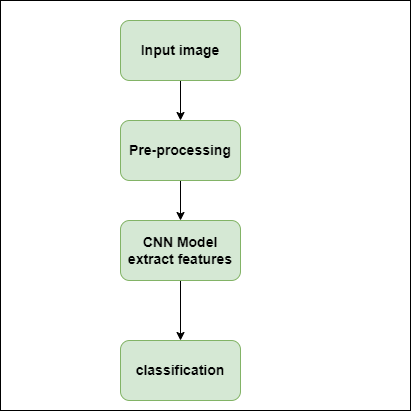 Input image
Pre-processing
CNN Model
extract features
classification